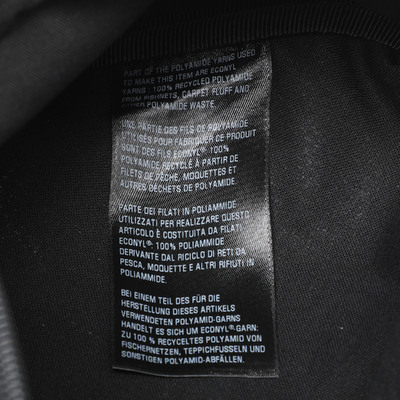 PART OF THE POLYAMIDE YARNS USED
TO MAKE THIS ITEM ARE ECONYL
YARNS : 100% RECYCLED POLYAMIDE
FROM FISHNETS, CARPET FLUFF AND
OTHER POLYAMIDE WASTE.
UNE PARTIE DES FILS DE POLYAMIDE
UTILISÉS POUR FABRIQUER CE PRODUIT
SONT DES FILS ECONYL®: 100%
POLYAMIDE RECYCLÉ À PARTIR DE
FILETS DE PÊCHE, MOQUETTES ET
AUTRES DÉCHETS DE POLYAMIDE.
PARTE DEI FILATI IN POLIAMMIDE
UTILIZZATI PER REALIZZARE QUESTO
ARTICOLO È COSTITUITA DA FILATI
ECONYL®: 100% POLIAMMIDE
DERIVANTE DAL RICICLO DI RETI DA
PESCA, MOQUETTE E ALTRI RIFIUTI IN
POLIAMMIDE.
BEI EINEM TEIL DES FÜR DIE
HERSTELLUNG DIESES ARTIKELS
VERWENDETEN POLYAMID-GARNS
HANDELT ES SICH UM ECONYL®-GARN:
ZU 100 % RECYCELTES POLYAMID VON
FISCHERNETZEN, TEPPICHFUSSELN UND
SONSTIGEN POLYAMID-ABFÄLLEN.